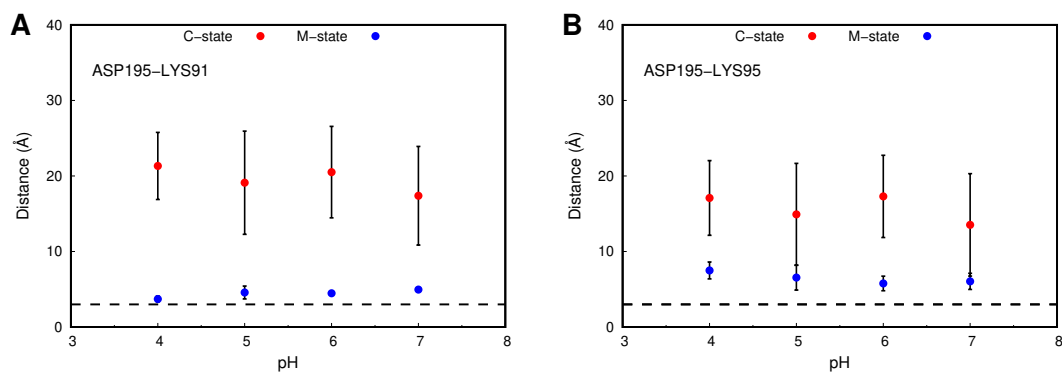 A
C−state M−state
ASP195−LYS91
Distance (Å)
40
30
20
10
0
3 4 5 6 7 8
pH
B
C−state M−state
ASP195−LYS95
Distance (Å)
40
30
20
10
0
3 4 5 6 7 8
pH